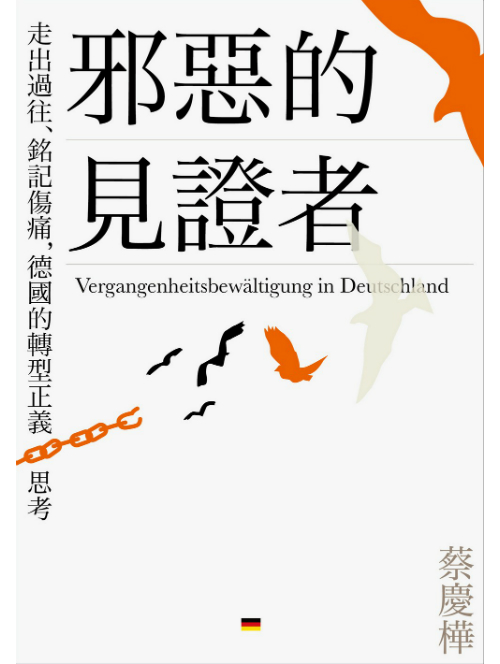 邪惡的
見證者
Vergangenheitsbewältigung in Deutschland
走出過往、銘記傷痛，德國的轉型正義　思考
蔡慶樺